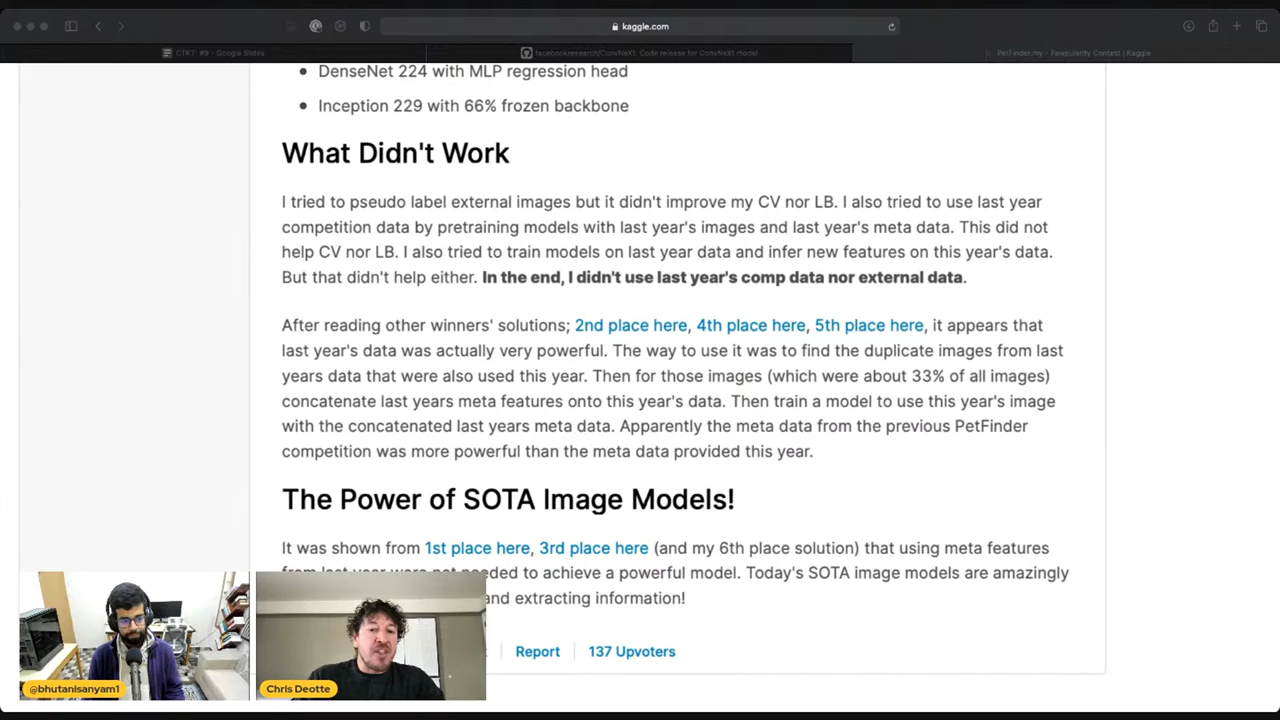 kaggle.com
CTKT: #9 - Google Slides
facebookresearch/ConvNeXt: Code release for ConvNeXt model
PetFinder.my - Pawpularity Contest | Kaggle
• DenseNet 224 with MLP regression head
• Inception 229 with 66% frozen backbone
What Didn't Work
I tried to pseudo label external images but it didn't improve my CV nor LB. I also tried to use last year
competition data by pretraining models with last year's images and last year's meta data. This did not
help CV nor LB. I also tried to train models on last year data and infer new features on this year's data.
But that didn't help either. In the end, I didn't use last year's comp data nor external data.
After reading other winners' solutions; 2nd place here, 4th place here, 5th place here, it appears that
last year's data was actually very powerful. The way to use it was to find the duplicate images from last
years data that were also used this year. Then for those images (which were about 33% of all images)
concatenate last years meta features onto this year's data. Then train a model to use this year's image
with the concatenated last years meta data. Apparently the meta data from the previous PetFinder
competition was more powerful than the meta data provided this year.
The Power of SOTA Image Models!
It was shown from 1st place here, 3rd place here (and my 6th place solution) that using meta features
needed to achieve a powerful model. Today's SOTA image models are amazingly
and extracting information!
Report
137 Upvoters
@bhutanisanyam1
Chris Deotte